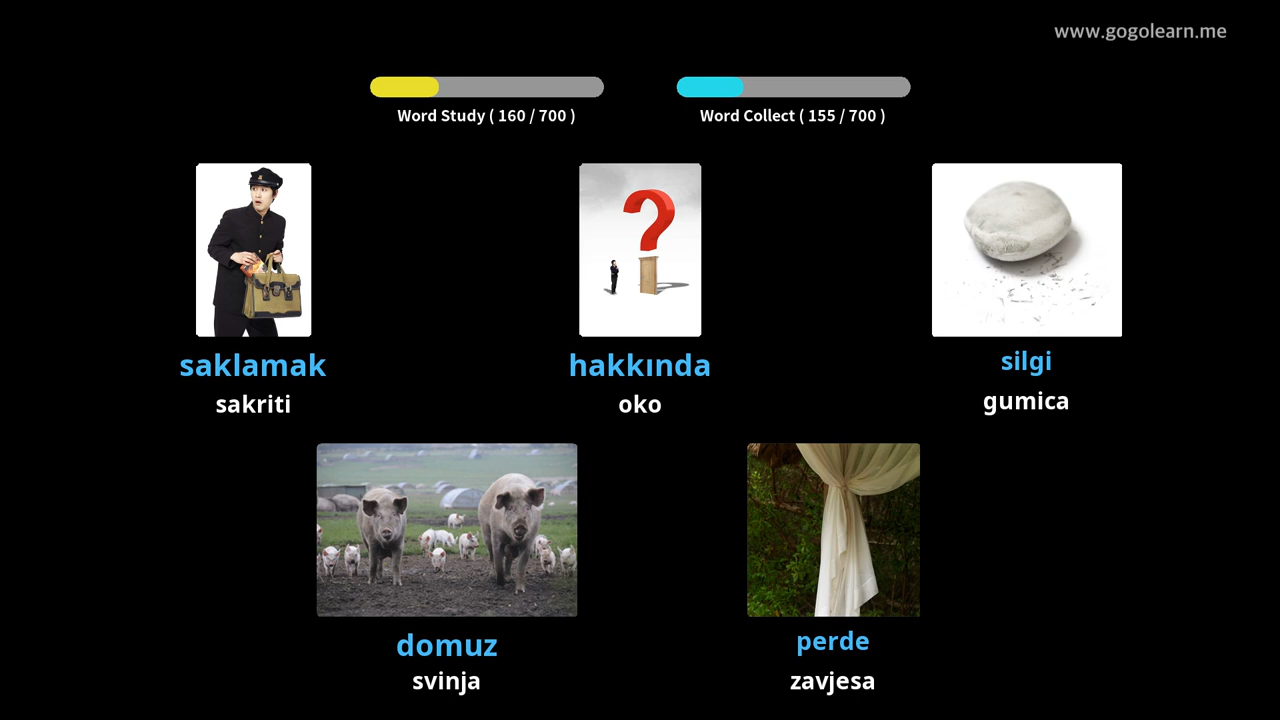 www.gogolearn.me
Word Study ( 160 / 700 )
Word Collect ( 155 / 700 )
saklamak
sakriti
hakkında
oko
silgi
gumica
domuz
svinja
perde
zavjesa